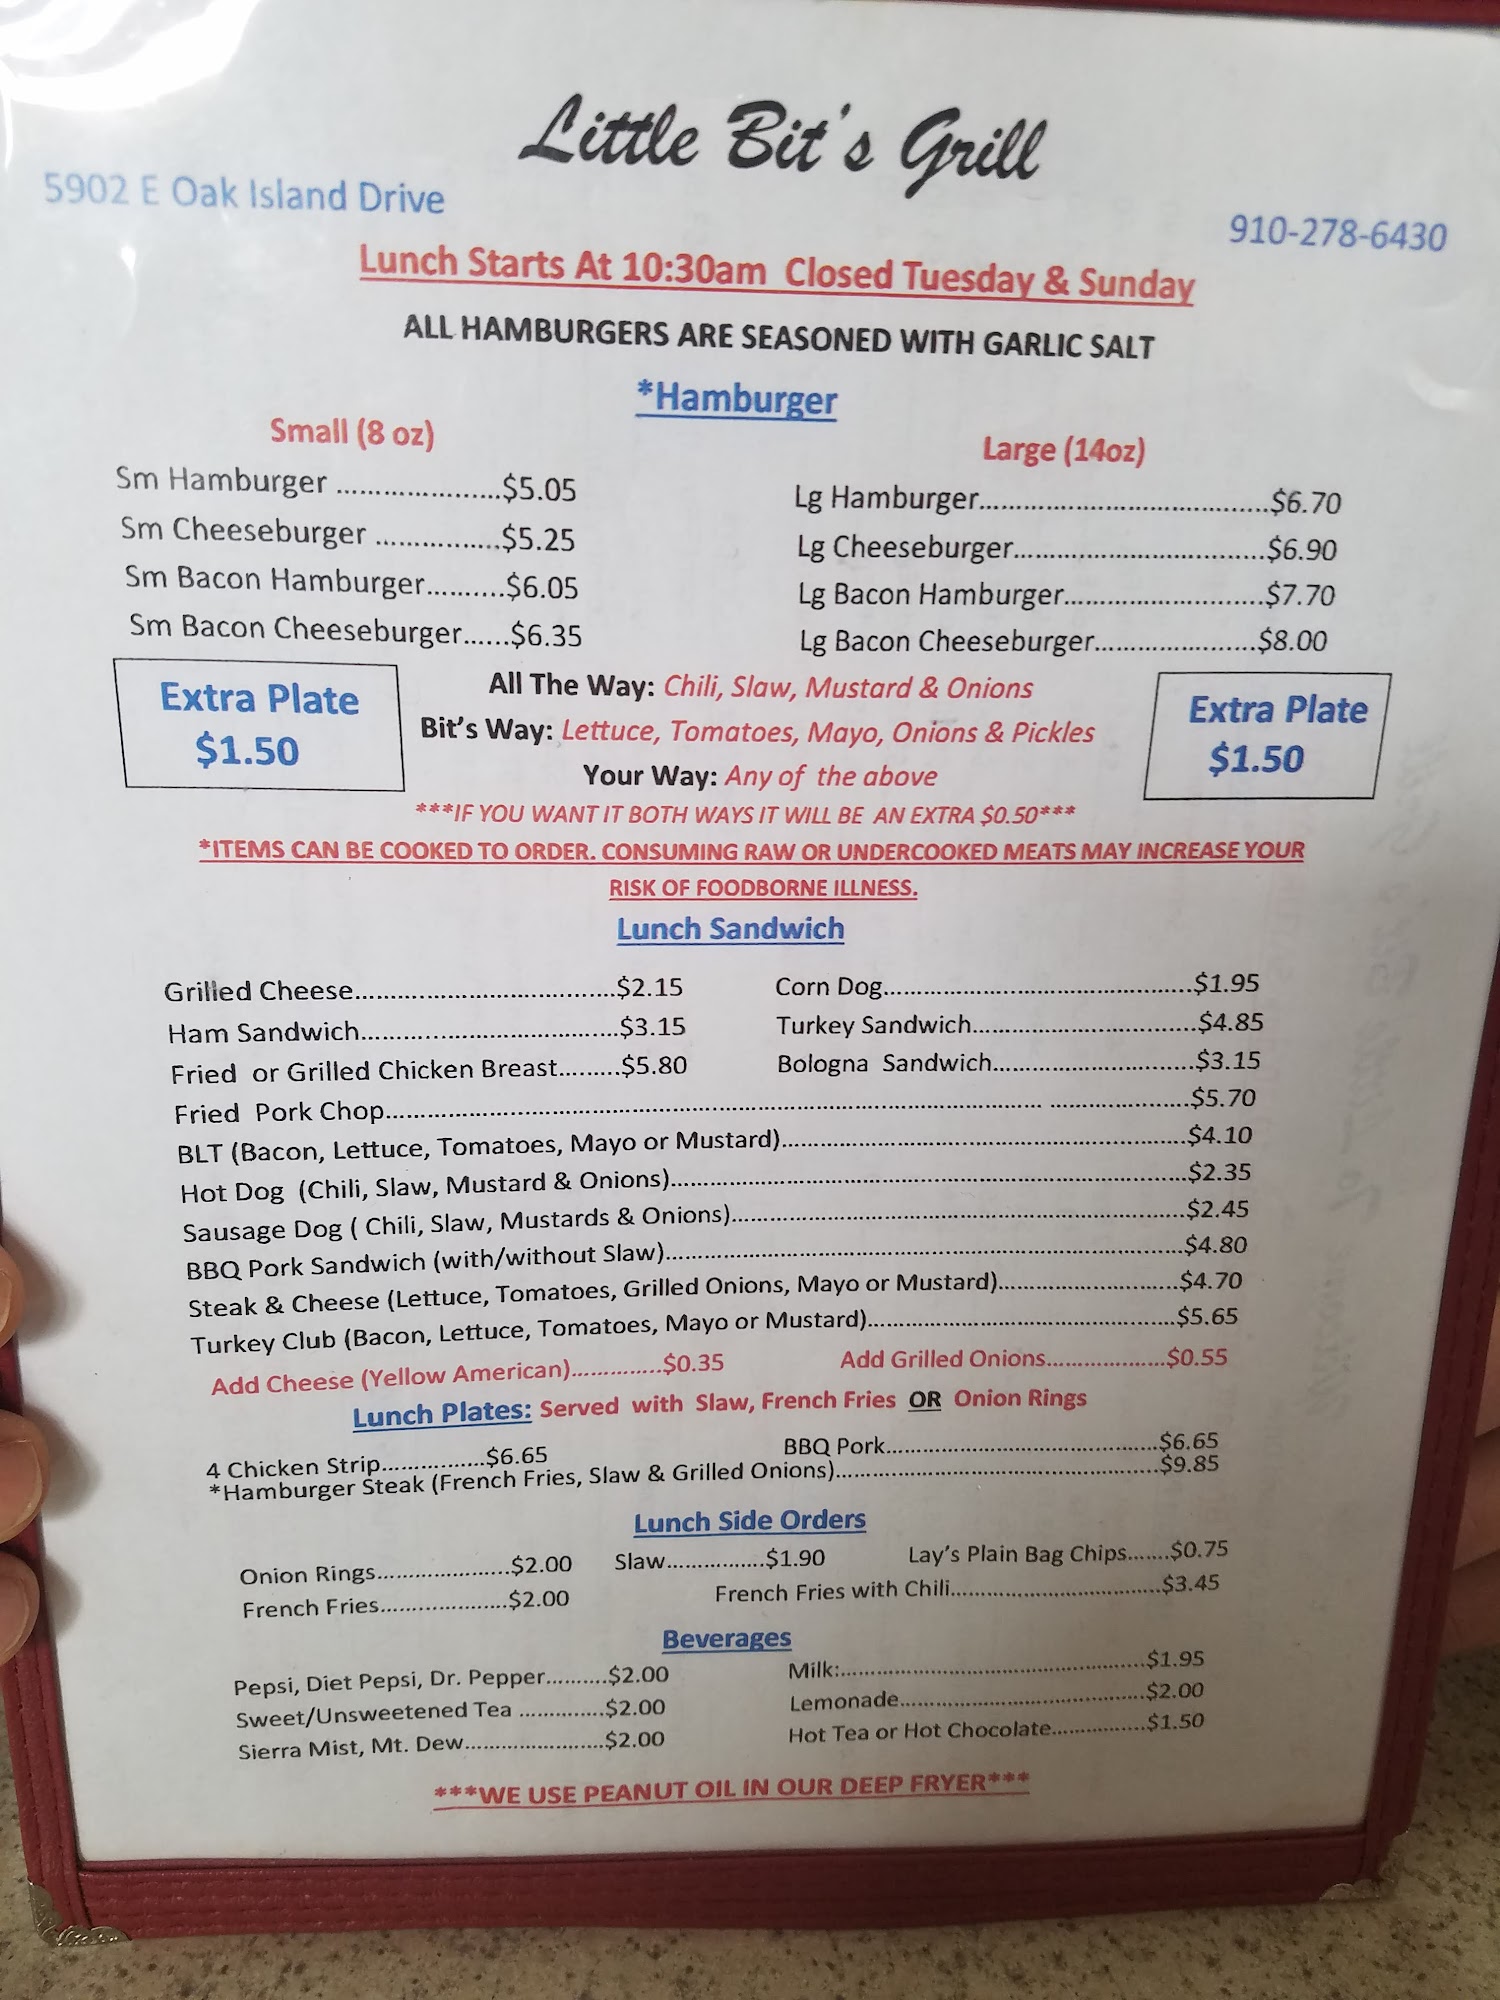 Little Bit's Grill
5902 E Oak Island Drive
910-278-6430
Lunch Starts At 10:30am Closed Tuesday & Sunday
ALL HAMBURGERS ARE SEASONED WITH GARLIC SALT
*Hamburger
Small (8 oz)
Sm Hamburger .....................$5.05
Sm Cheeseburger ................$5.25
Sm Bacon Hamburger..........$6.05
Sm Bacon Cheeseburger......$6.35
Large (14oz)
Lg Hamburger.....................................$6.70
Lg Cheeseburger................................$6.90
Lg Bacon Hamburger..........................$7.70
Lg Bacon Cheeseburger.....................$8.00
Extra Plate
$1.50
All The Way: Chili, Slaw, Mustard & Onions
Bit's Way: Lettuce, Tomatoes, Mayo, Onions & Pickles
Your Way: Any of the above
Extra Plate
$1.50
***IF YOU WANT IT BOTH WAYS IT WILL BE AN EXTRA $0.50***
*ITEMS CAN BE COOKED TO ORDER. CONSUMING RAW OR UNDERCOOKED MEATS MAY INCREASE YOUR
RISK OF FOODBORNE ILLNESS.
Lunch Sandwich
Grilled Cheese..................................$2.15 Corn Dog...........................................$1.95
Ham Sandwich..................................$3.15 Turkey Sandwich...............................$4.85
Fried or Grilled Chicken Breast.........$5.80 Bologna Sandwich............................$3.15
Fried Pork Chop.................................................................................$5.70
BLT (Bacon, Lettuce, Tomatoes, Mayo or Mustard)..........................................$4.10
Hot Dog (Chili, Slaw, Mustard & Onions)..........................................................$2.35
Sausage Dog ( Chili, Slaw, Mustards & Onions)..................................................$2.45
BBQ Pork Sandwich (with/without Slaw)..........................................................$4.80
Steak & Cheese (Lettuce, Tomatoes, Grilled Onions, Mayo or Mustard)......................$4.70
Turkey Club (Bacon, Lettuce, Tomatoes, Mayo or Mustard)....................................$5.65
Add Cheese (Yellow American).............$0.35 Add Grilled Onions...................$0.55
Lunch Plates: Served with Slaw, French Fries OR Onion Rings
4 Chicken Strip................$6.65 BBQ Pork.....................................$6.65
*Hamburger Steak (French Fries, Slaw & Grilled Onions).............................................$9.85
Lunch Side Orders
Onion Rings.....................$2.00 Slaw...............$1.90 Lay's Plain Bag Chips.......$0.75
French Fries....................$2.00 French Fries with Chili.............................$3.45
Beverages
Pepsi, Diet Pepsi, Dr. Pepper..........$2.00 Milk:............................................$1.95
Sweet/Unsweetened Tea ..............$2.00 Lemonade...................................$2.00
Sierra Mist, Mt. Dew.......................$2.00 Hot Tea or Hot Chocolate..............$1.50
***WE USE PEANUT OIL IN OUR DEEP FRYER***